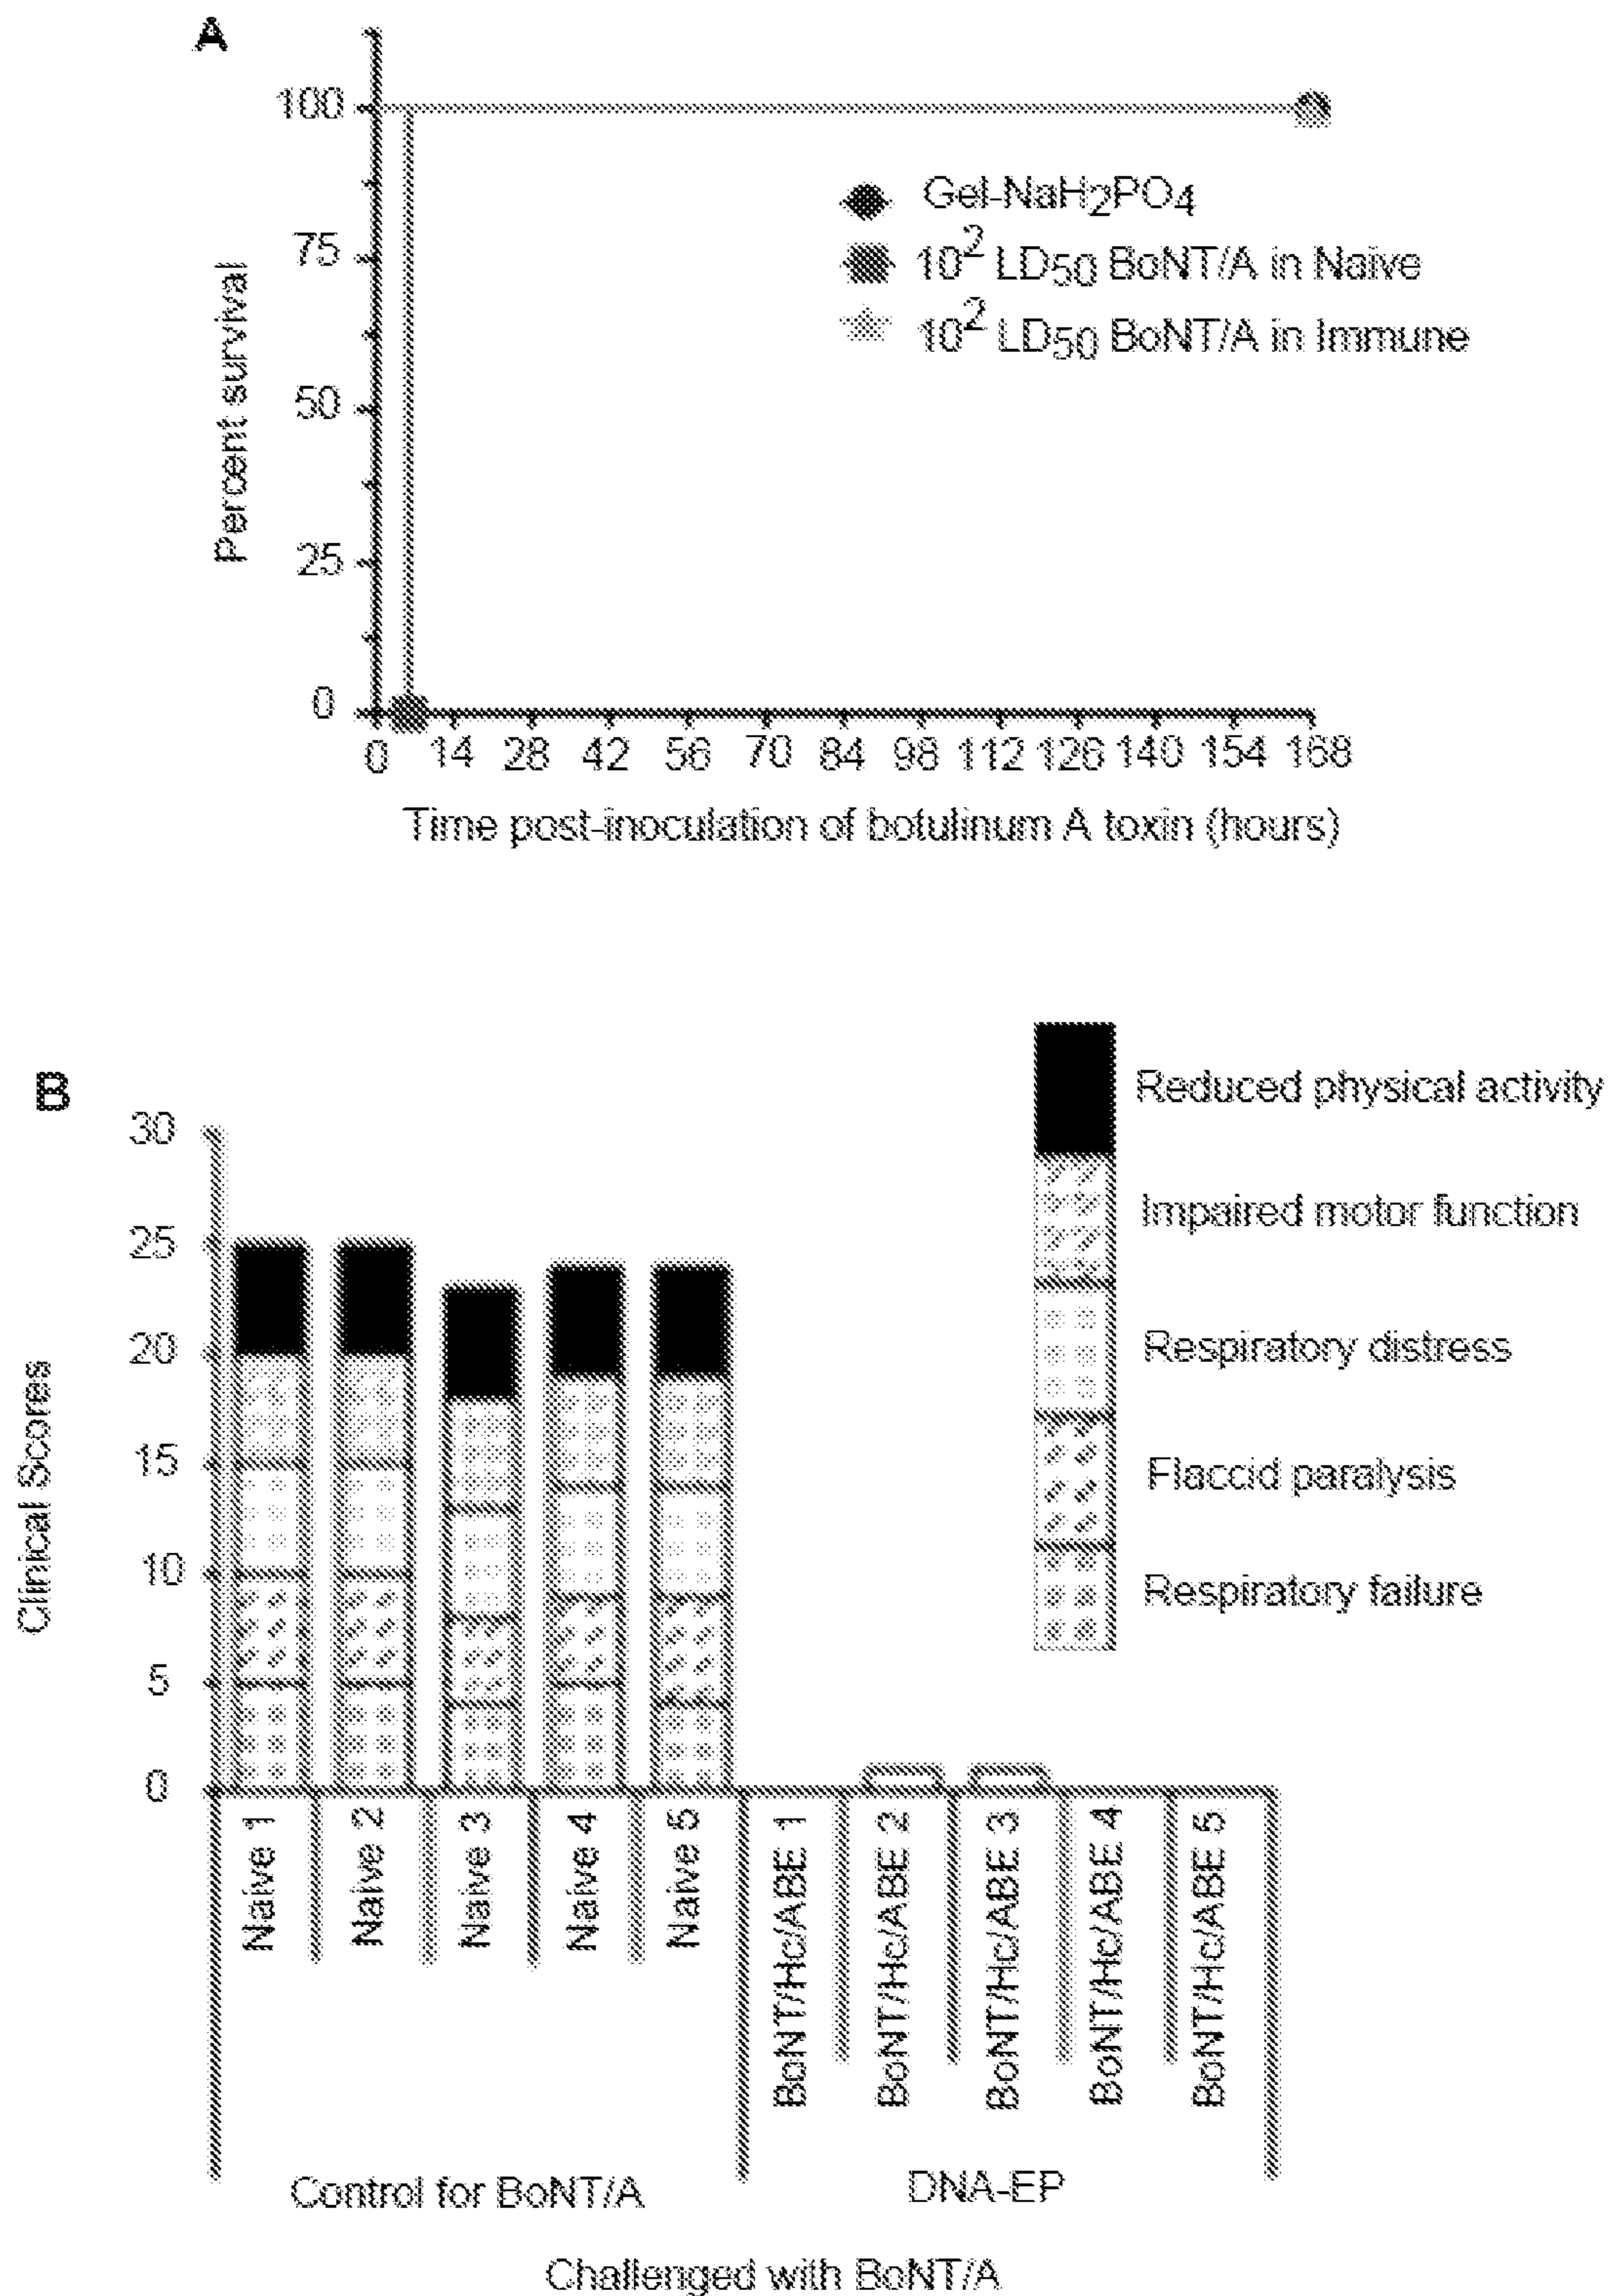 A
100
75
50
25
0
Percent survival
Gel-NaH2PO4
10^2 LD50 BoNT/A in Naive
10^2 LD50 BoNT/A in Immune
0 14 28 42 56 70 84 98 112 126 140 154 168
Time post-inoculation of botulinum A toxin (hours)
B
30
25
20
15
10
5
0
Clinical Scores
Reduced physical activity
Impaired motor function
Respiratory distress
Flaccid paralysis
Respiratory failure
Naive 1
Naive 2
Naive 3
Naive 4
Naive 5
BoNT/Hc/ABE 1
BoNT/Hc/ABE 2
BoNT/Hc/ABE 3
BoNT/Hc/ABE 4
BoNT/Hc/ABE 5
Control for BoNT/A
DNA-EP
Challenged with BoNT/A